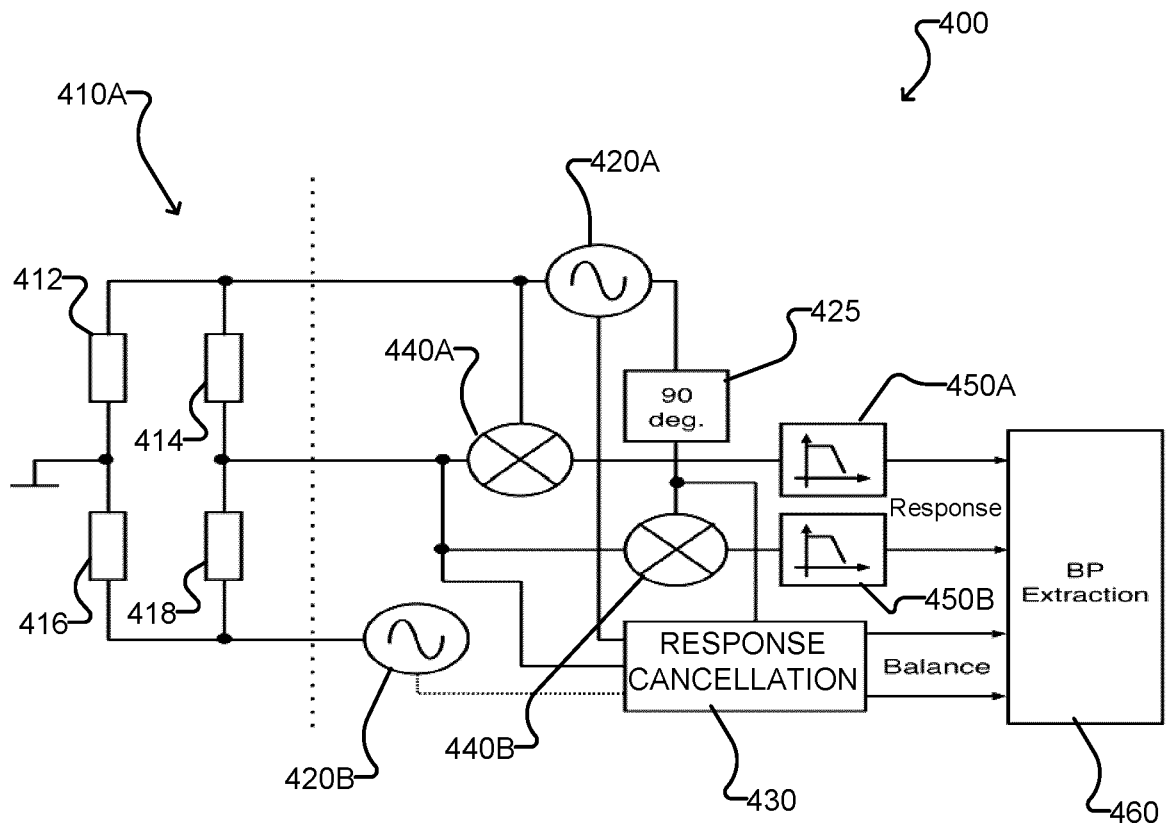 400
410A
420A
412
425
440A
450A
90
deg.
414
Response
416
418
BP
Extraction
450B
RESPONSE
CANCELLATION
Balance
440B
420B
430
460